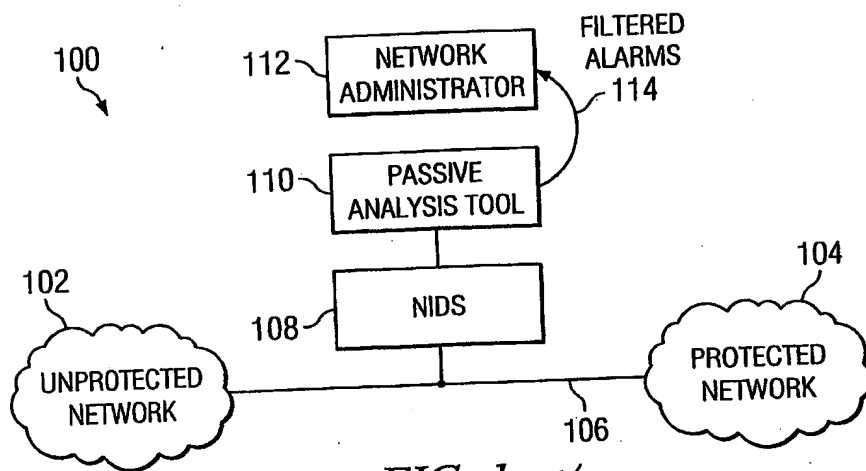 100
112
NETWORK
ADMINISTRATOR
FILTERED
ALARMS
114
110
PASSIVE
ANALYSIS TOOL
102
108
NIDS
104
UNPROTECTED
NETWORK
PROTECTED
NETWORK
106